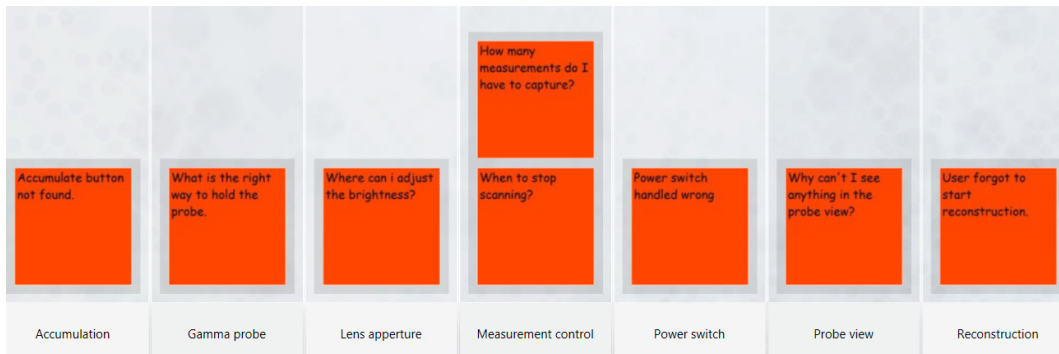 How many
measurements do I
have to capture?
Accumulate button
not found.
What is the right
way to hold the
probe.
Where can i adjust
the brightness?
When to stop
scanning?
Power switch
handled wrong
Why can't I see
anything in the
probe view?
User forgot to
start
reconstruction.
Accumulation
Gamma probe
Lens apperture
Measurement control
Power switch
Probe view
Reconstruction